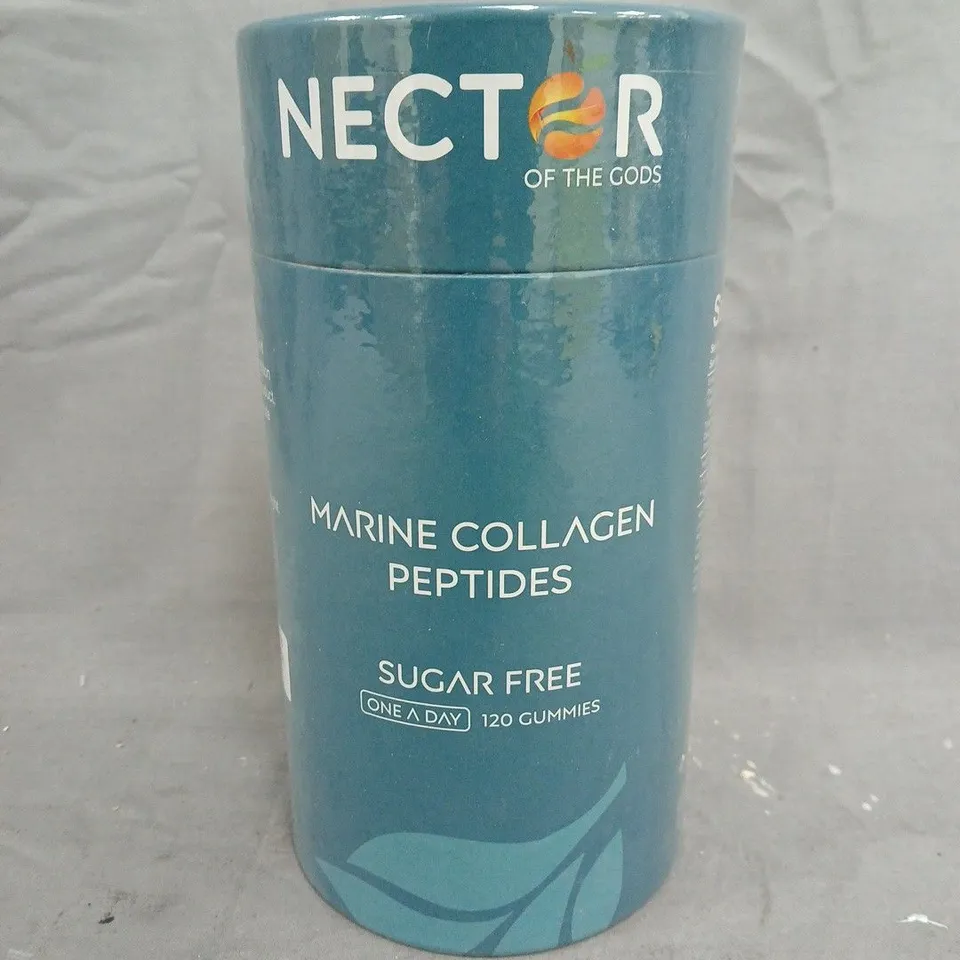 NECTOR
OF THE GODS
MARINE COLLAGEN
PEPTIDES
SUGAR FREE
ONE A DAY 120 GUMMIES